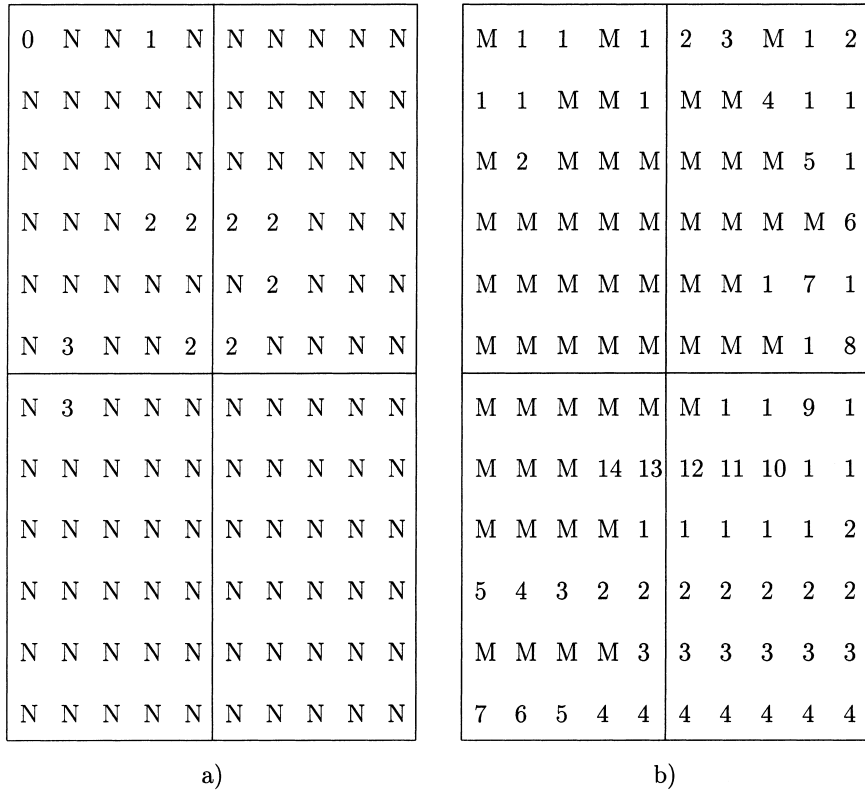 0 N N 1 N N N N N N
N N N N N N N N N N
N N N N N N N N N N
N N N 2 2 2 2 N N N
N N N N N N 2 N N N
N 3 N N 2 2 N N N N
N 3 N N N N N N N N
N N N N N N N N N N
N N N N N N N N N N
N N N N N N N N N N
N N N N N N N N N N
N N N N N N N N N N
a)
M 1 1 M 1 2 3 M 1 2
1 1 M M 1 M M 4 1 1
M 2 M M M M M M 5 1
M M M M M M M M M 6
M M M M M M M 1 7 1
M M M M M M M M 1 8
M M M M M M 1 1 9 1
M M M 14 13 12 11 10 1 1
M M M M 1 1 1 1 1 2
5 4 3 2 2 2 2 2 2 2
M M M M 3 3 3 3 3 3
7 6 5 4 4 4 4 4 4 4
b)